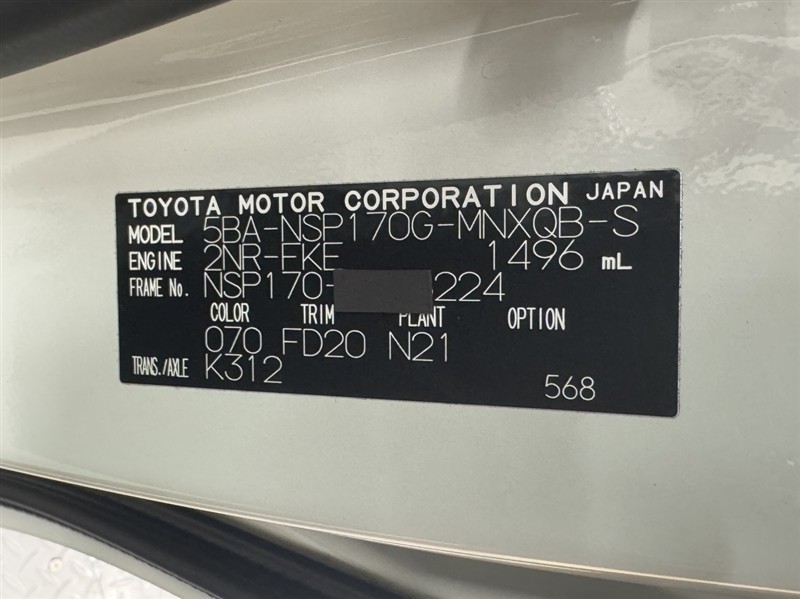 TOYOTA MOTOR CORPORATION JAPAN
MODEL 5BA-NSP170G-MNXQB-S
ENGINE 2NR-FKE 1496 mL
FRAME No. NSP170- 224
COLOR TRIM PLANT OPTION
070 FD20 N21
TRANS./AXLE K312
568